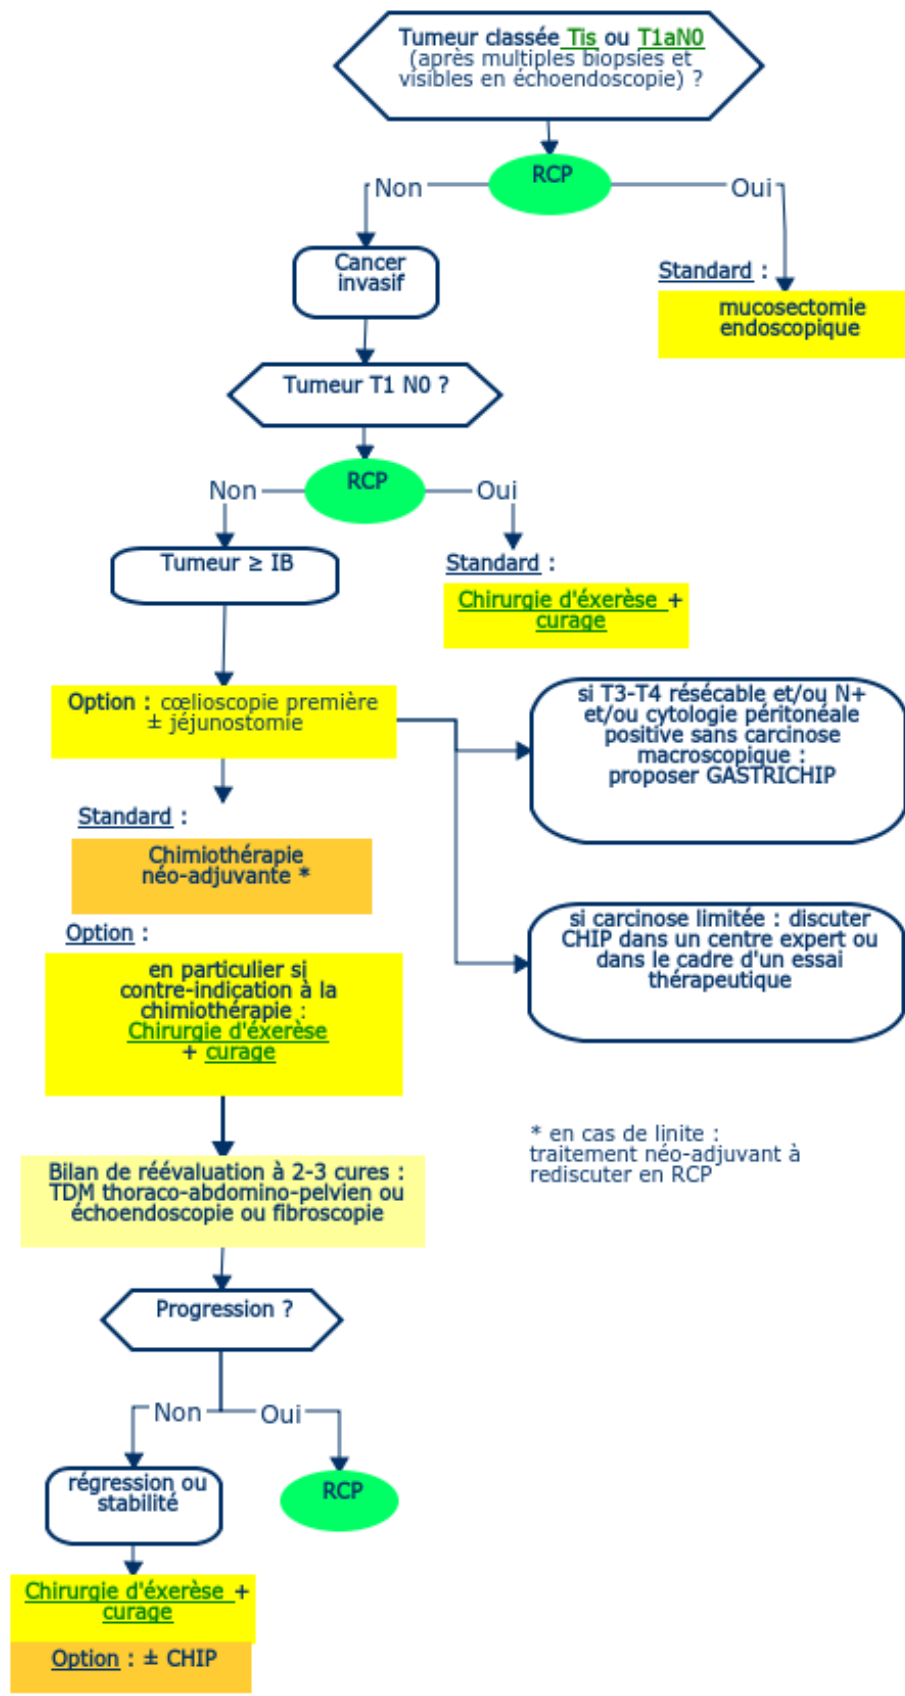 Tumeur classée Tis ou T1aN0
(après multiples biopsies et
visibles en échoendoscopie) ?
RCP
Non
Oui
Cancer
invasif
Standard :
mucosectomie
endoscopique
Tumeur T1 N0 ?
RCP
Non
Oui
Tumeur ≥ IB
Standard :
Chirurgie d'éxerèse +
curage
Option : cœlioscopie première
± jéjunostomie
si T3-T4 résécable et/ou N+
et/ou cytologie péritonéale
positive sans carcinose
macroscopique :
proposer GASTRICHIP
Standard :
Chimiothérapie
néo-adjuvante *
Option :
en particulier si
contre-indication à la
chimiothérapie :
Chirurgie d'éxerèse
+ curage
si carcinose limitée : discuter
CHIP dans un centre expert ou
dans le cadre d'un essai
thérapeutique
* en cas de linite :
traitement néo-adjuvant à
rediscuter en RCP
Bilan de réévaluation à 2-3 cures :
TDM thoraco-abdomino-pelvien ou
échoendoscopie ou fibroscopie
Progression ?
Non
Oui
régression ou
stabilité
RCP
Chirurgie d'éxerèse +
curage
Option : ± CHIP